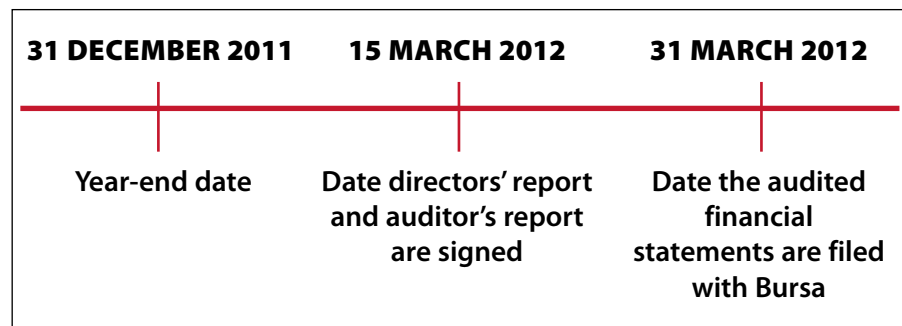 31 DECEMBER 2011 15 MARCH 2012 31 MARCH 2012
Year-end date
Date directors’ report
and auditor’s report
are signed
Date the audited
financial
statements are filed
with Bursa